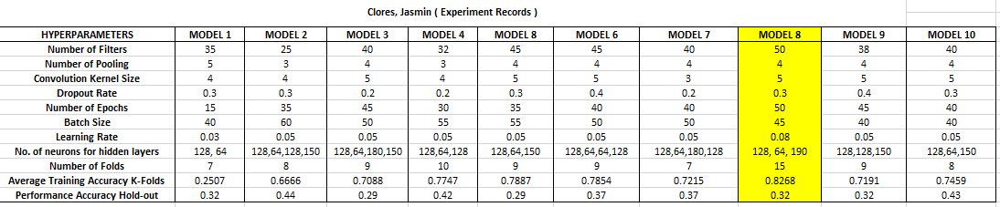 Clores, Jasmin ( Experiment Records )
HYPERPARAMETERS MODEL 1 MODEL 2 MODEL 3 MODEL 4 MODEL 8 MODEL 6 MODEL 7 MODEL 8 MODEL 9 MODEL 10
Number of Filters 35 25 40 32 45 45 40 50 38 40
Number of Pooling 5 3 4 3 4 4 4 4 4 4
Convolution Kernel Size 4 4 5 4 5 5 3 5 5 5
Dropout Rate 0.3 0.3 0.2 0.2 0.3 0.4 0.2 0.3 0.4 0.3
Number of Epochs 15 35 45 30 35 40 40 50 45 40
Batch Size 40 60 50 55 55 50 50 45 40 40
Learning Rate 0.03 0.05 0.05 0.05 0.05 0.05 0.05 0.08 0.05 0.05
No. of neurons for hidden layers 128, 64 128,64,128,150 128,64,180,150 128,64,128 128,64,150 128,64,64,128 128,64,180,128 128, 64, 190 128,128,150 128,64,150
Number of Folds 7 8 9 10 9 9 7 15 9 8
Average Training Accuracy K-Folds 0.2507 0.6666 0.7088 0.7747 0.7887 0.7854 0.7215 0.8268 0.7191 0.7459
Performance Accuracy Hold-out 0.32 0.44 0.29 0.42 0.29 0.37 0.37 0.32 0.32 0.43